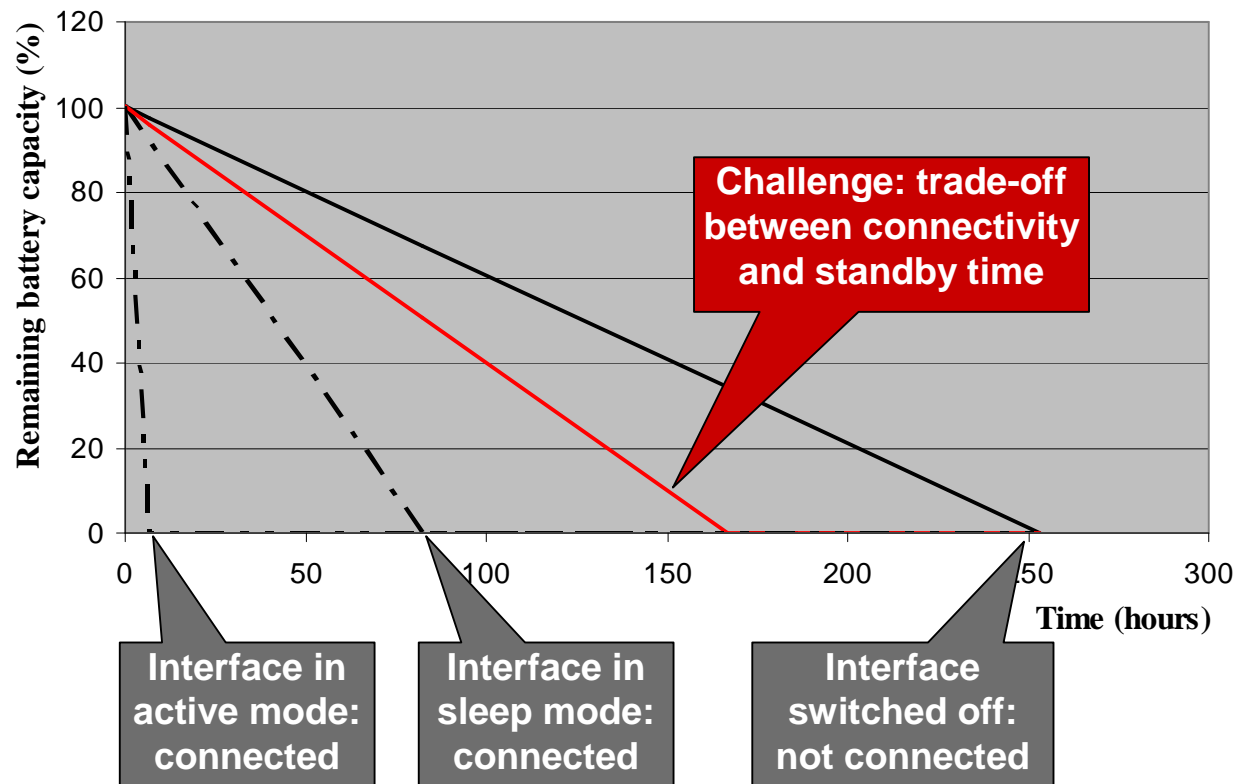 Remaining battery capacity (%)
120
100
80
60
40
20
0
0
50
100
150
200
250
300
Time (hours)
Challenge: trade-off
between connectivity
and standby time
Interface in
active mode:
connected
Interface in
sleep mode:
connected
Interface
switched off:
not connected